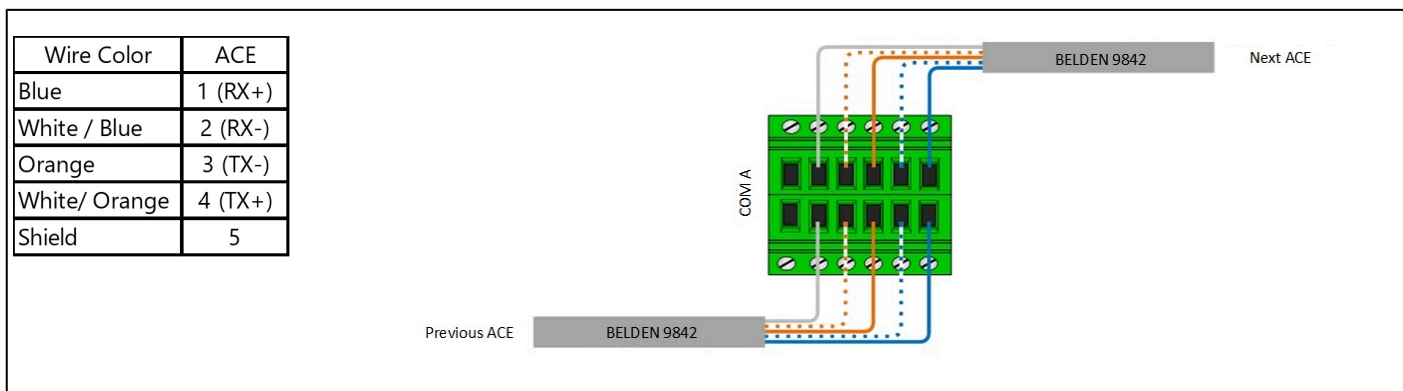 Wire Color ACE
Blue 1 (RX+)
White / Blue 2 (RX-)
Orange 3 (TX-)
White/ Orange 4 (TX+)
Shield 5
BELDEN 9842 Next ACE
COM A
Previous ACE BELDEN 9842